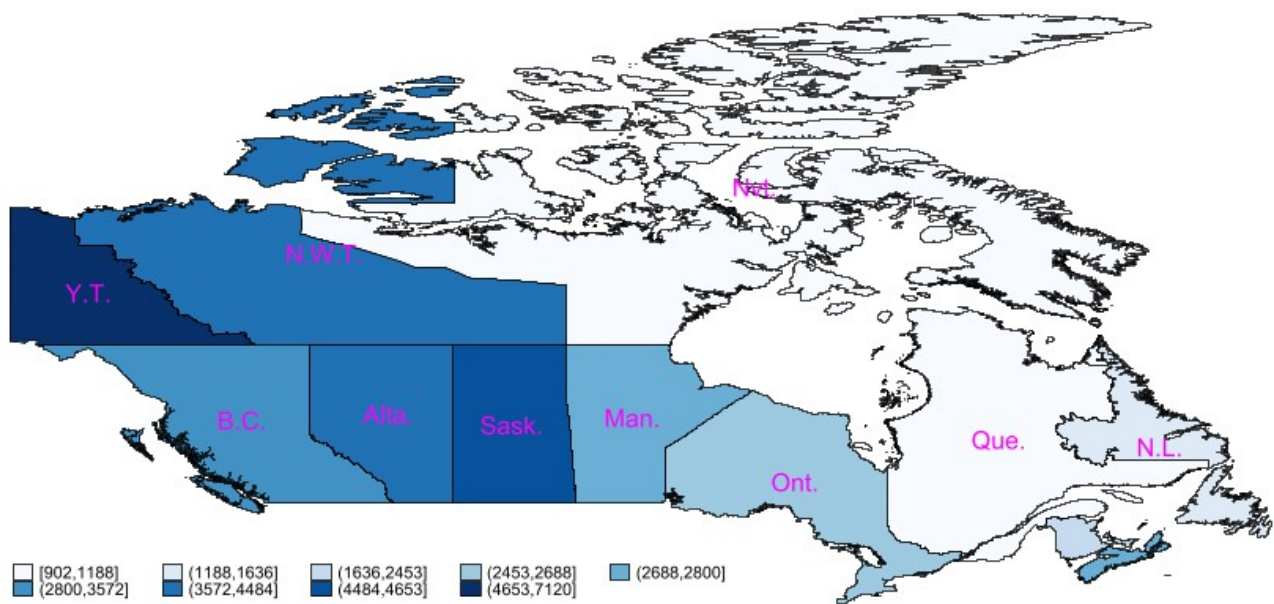 Nvt.
N.W.T.
Y.T.
B.C.
Alta.
Sask.
Man.
Que.
N.L.
Ont.
[902,1188] (1188,1636] (1636,2453] (2453,2688] (2688,2800]
(2800,3572] (3572,4484] (4484,4653] (4653,7120]